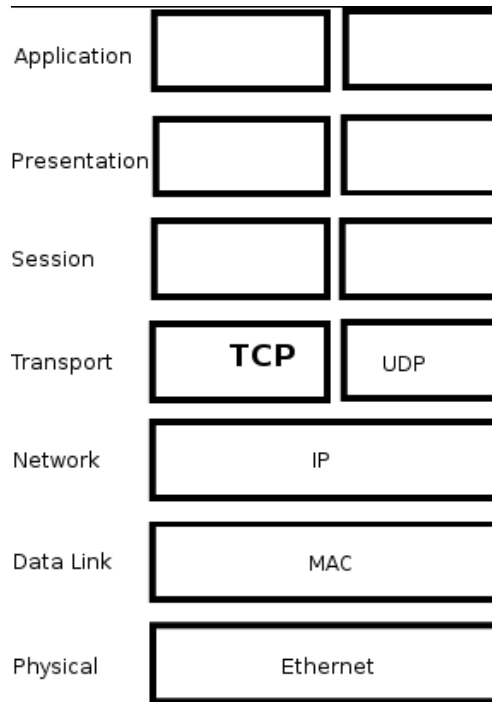 Application
Presentation
Session
Transport
TCP
UDP
Network
IP
Data Link
MAC
Physical
Ethernet